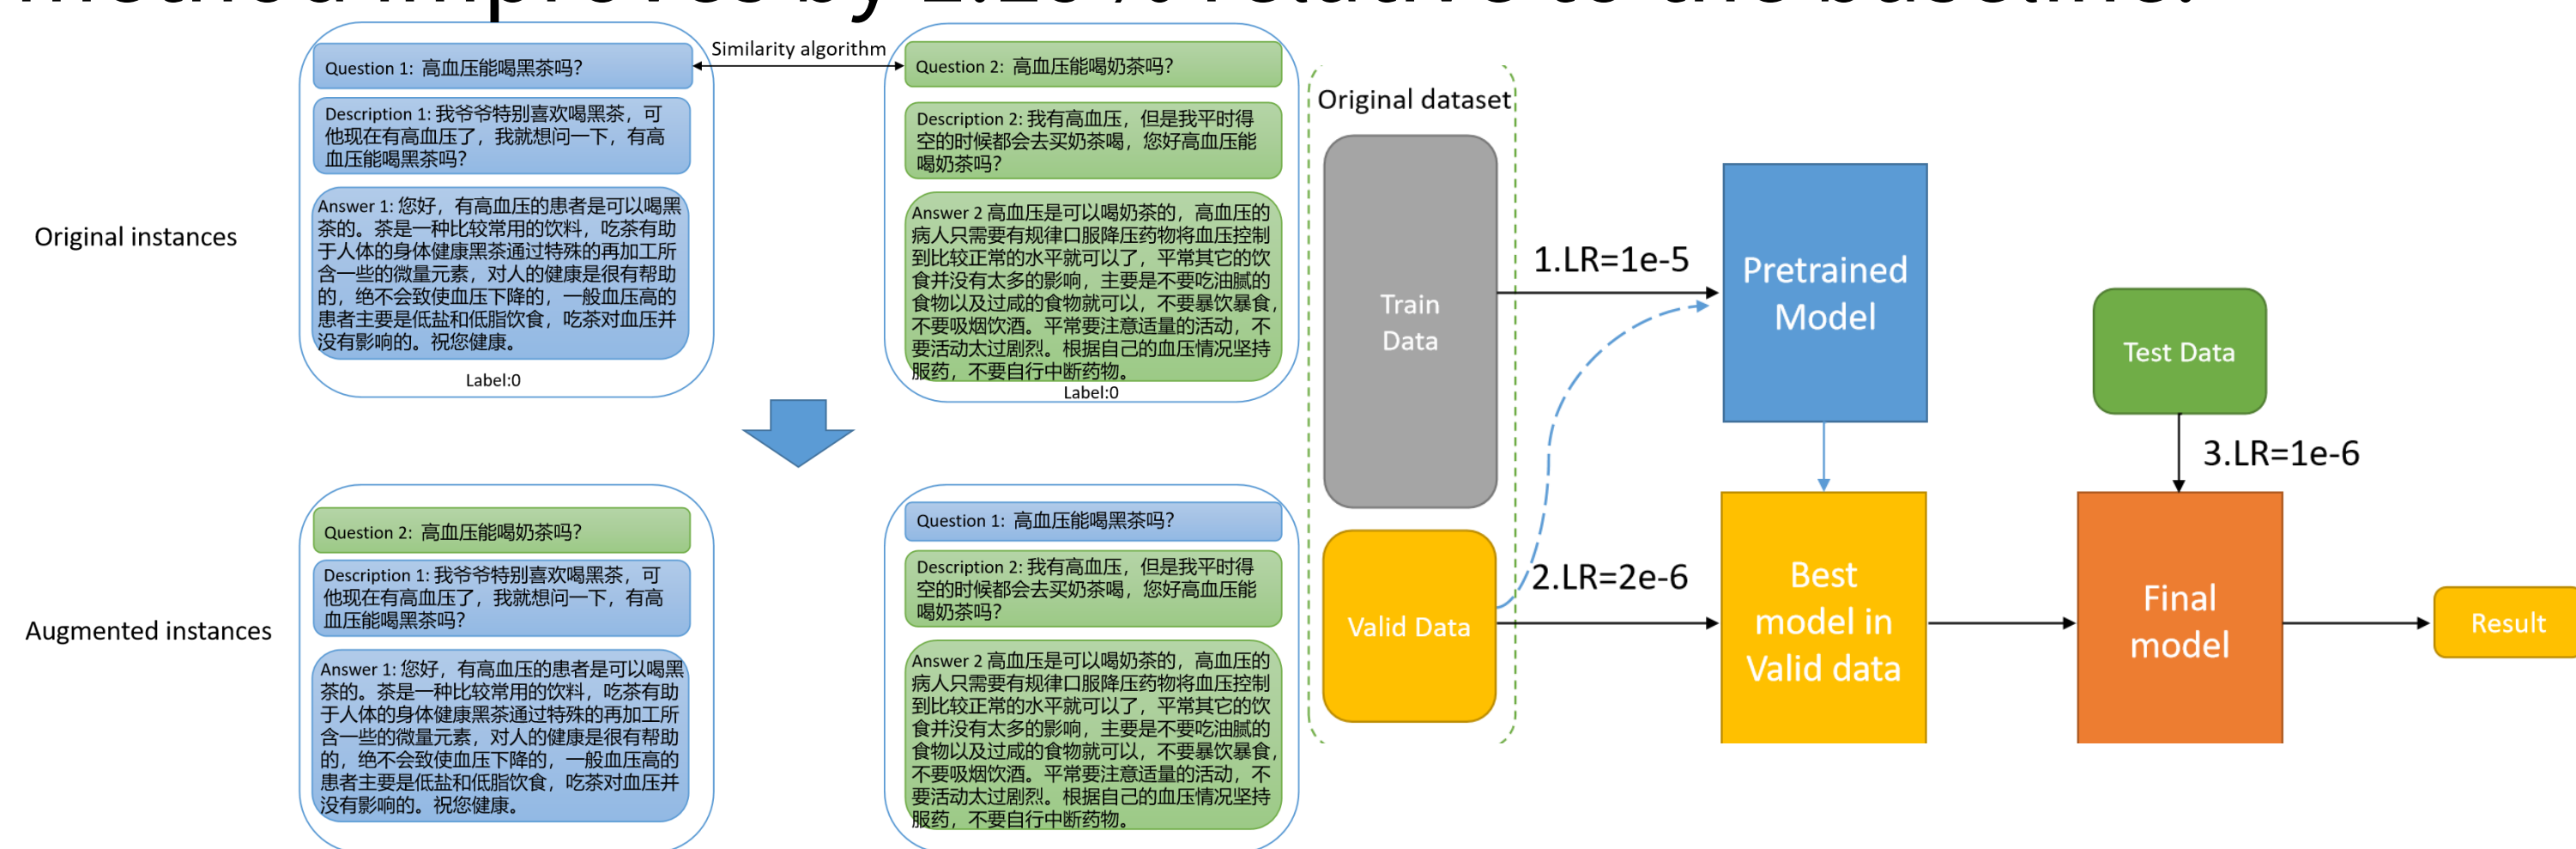 Similarity algorithm
Question 1: 高血压能喝黑茶吗?
Description 1: 我爷爷特别喜欢喝黑茶，可
他现在有高血压了，我就想问一下，有高
血压能喝黑茶吗?
Answer 1: 您好，有高血压的患者是可以喝黑
茶的。茶是一种比较常用的饮料，吃茶有助
于人体的身体健康黑茶通过特殊的再加工所
含一些的微量元素，对人的健康是很有帮助
的，绝不会致使血压下降的，一般血压高的
患者主要是低盐和低脂饮食，吃茶对血压并
没有影响的。祝您健康。
Label:0
Question 2: 高血压能喝奶茶吗?
Description 2: 我有高血压，但是我平时得
空的时候都会去买奶茶喝，您好高血压能
喝奶茶吗?
Answer 2 高血压是可以喝奶茶的，高血压的
病人只需要有规律口服降压药物将血压控制
到比较正常的水平就可以了，平常其它的饮
食并没有太多的影响，主要是不要吃油腻的
食物以及过咸的食物就可以，不要暴饮暴食，
不要吸烟饮酒。平常要注意适量的活动，不
要活动太过剧烈。根据自己的血压情况坚持
服药，不要自行中断药物。
Label:0
Original instances
Augmented instances
Question 2: 高血压能喝奶茶吗?
Description 1: 我爷爷特别喜欢喝黑茶，可
他现在有高血压了，我就想问一下，有高
血压能喝黑茶吗?
Answer 1: 您好，有高血压的患者是可以喝黑
茶的。茶是一种比较常用的饮料，吃茶有助
于人体的身体健康黑茶通过特殊的再加工所
含一些的微量元素，对人的健康是很有帮助
的，绝不会致使血压下降的，一般血压高的
患者主要是低盐和低脂饮食，吃茶对血压并
没有影响的。祝您健康。
Question 1: 高血压能喝黑茶吗?
Description 2: 我有高血压，但是我平时得
空的时候都会去买奶茶喝，您好高血压能
喝奶茶吗?
Answer 2 高血压是可以喝奶茶的，高血压的
病人只需要有规律口服降压药物将血压控制
到比较正常的水平就可以了，平常其它的饮
食并没有太多的影响，主要是不要吃油腻的
食物以及过咸的食物就可以，不要暴饮暴食，
不要吸烟饮酒。平常要注意适量的活动，不
要活动太过剧烈。根据自己的血压情况坚持
服药，不要自行中断药物。
Original dataset
Train
Data
Valid Data
1.LR=1e-5
2.LR=2e-6
Pretrained
Model
Best
model in
Valid data
Test Data
3.LR=1e-6
Final
model
Result